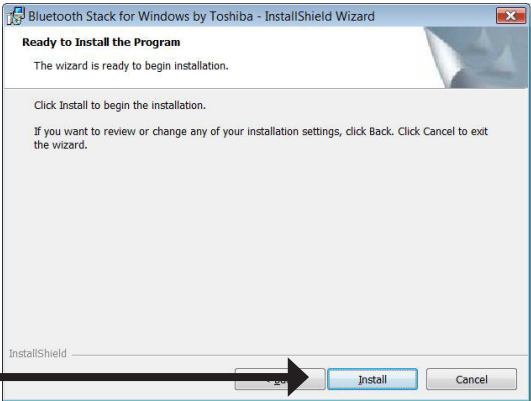 Bluetooth Stack for Windows by Toshiba - InstallShield Wizard
Ready to Install the Program
The wizard is ready to begin installation.
Click Install to begin the installation.
If you want to review or change any of your installation settings, click Back. Click Cancel to exit
the wizard.
InstallShield
Install Cancel